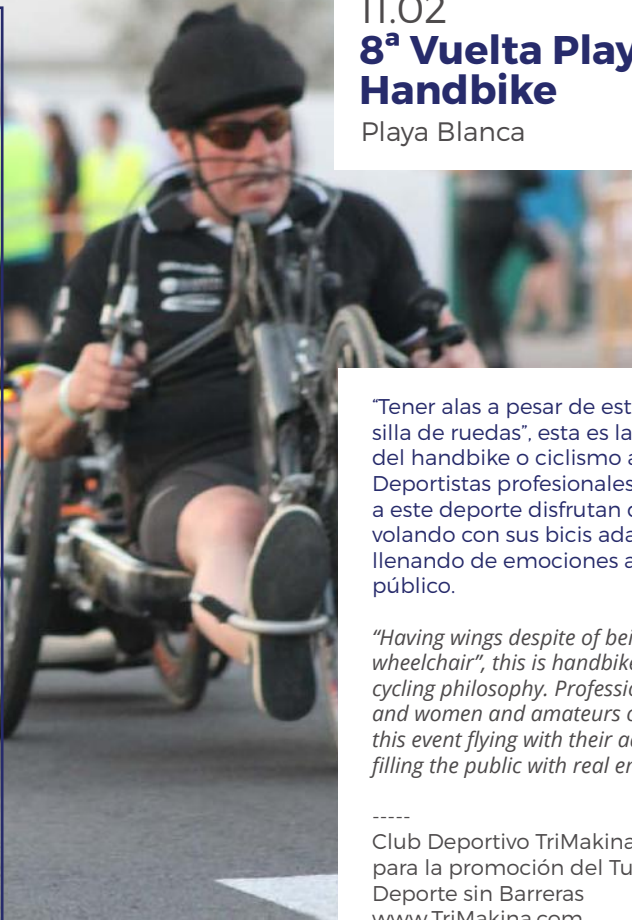 11.02
8ª Vuelta Play
Handbike
Playa Blanca
“Tener alas a pesar de est
silla de ruedas”, esta es la
del handbike o ciclismo a
Deportistas profesionales
a este deporte disfrutan
volando con sus bicis ada
llenando de emociones a
público.
“Having wings despite of bei
wheelchair”, this is handbike
cycling philosophy. Professio
and women and amateurs
this event flying with their a
filling the public with real e
-----
Club Deportivo TriMakina
para la promoción del Tu
Deporte sin Barreras
www.TriMakina.com